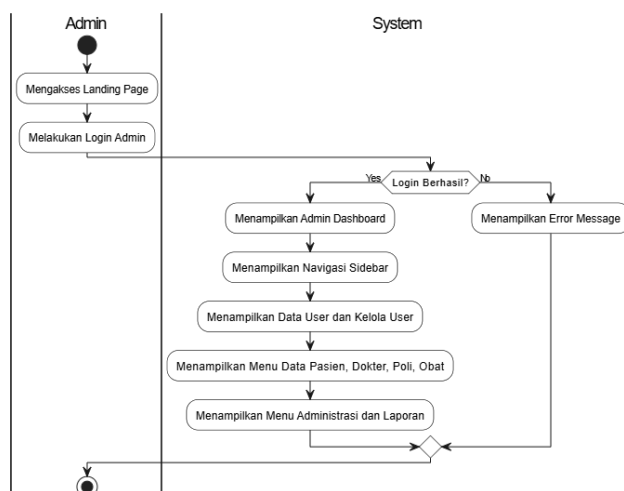 Admin
System
Mengakses Landing Page
Melakukan Login Admin
Yes
Login Berhasil?
No
Menampilkan Admin Dashboard
Menampilkan Error Message
Menampilkan Navigasi Sidebar
Menampilkan Data User dan Kelola User
Menampilkan Menu Data Pasien, Dokter, Poli, Obat
Menampilkan Menu Administrasi dan Laporan